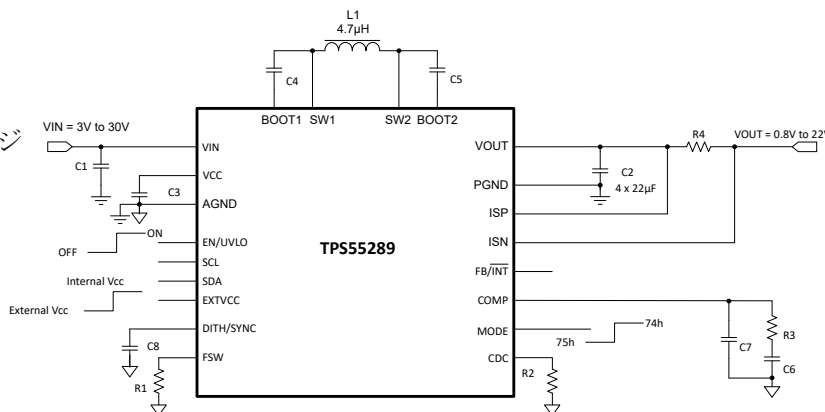 L1
4.7μH
C4
C5
BOOT1 SW1 SW2 BOOT2
ジ
VIN = 3V to 30V
C1
VIN
VCC
C3
AGND
ON
OFF
EN/UVLO
SCL
Internal Vcc
SDA
External Vcc
EXTVCC
DITH/SYNC
C8
FSW
R1
TPS55289
VOUT
R4
VOUT = 0.8V to 22V
C2
4 x 22μF
PGND
ISP
ISN
FB/INT
COMP
MODE
74h
75h
CDC
R2
C7
R3
C6